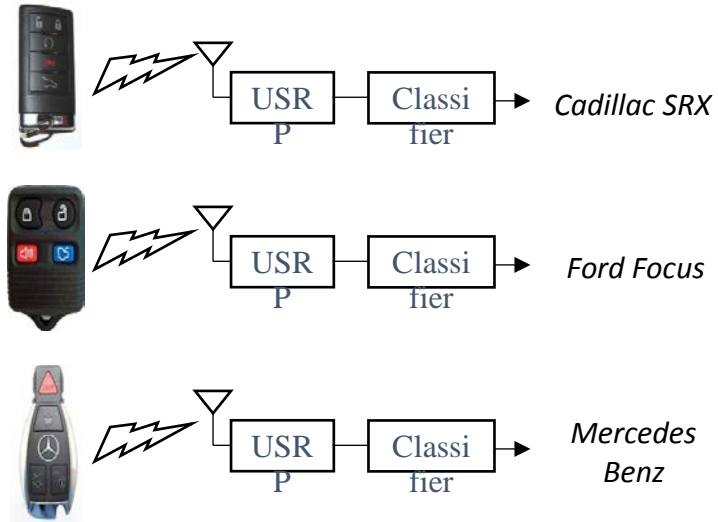 USR
P
Classi
fier
Cadillac SRX
USR
P
Classi
fier
Ford Focus
USR
P
Classi
fier
Mercedes
Benz